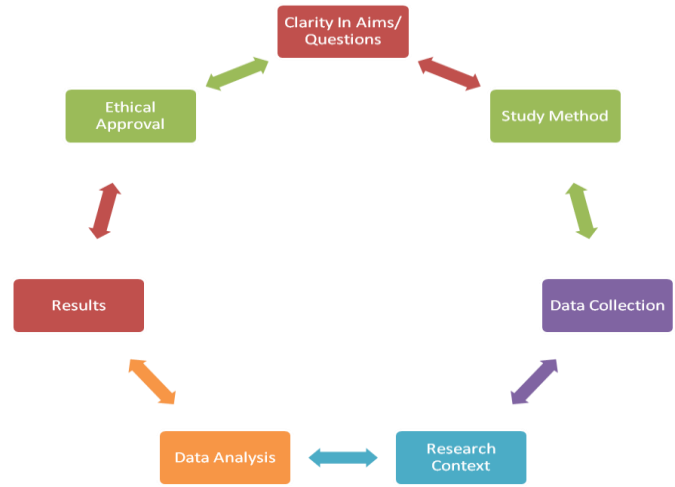 Clarity In Aims/
Questions
Study Method
Data Collection
Research
Context
Data Analysis
Results
Ethical
Approval